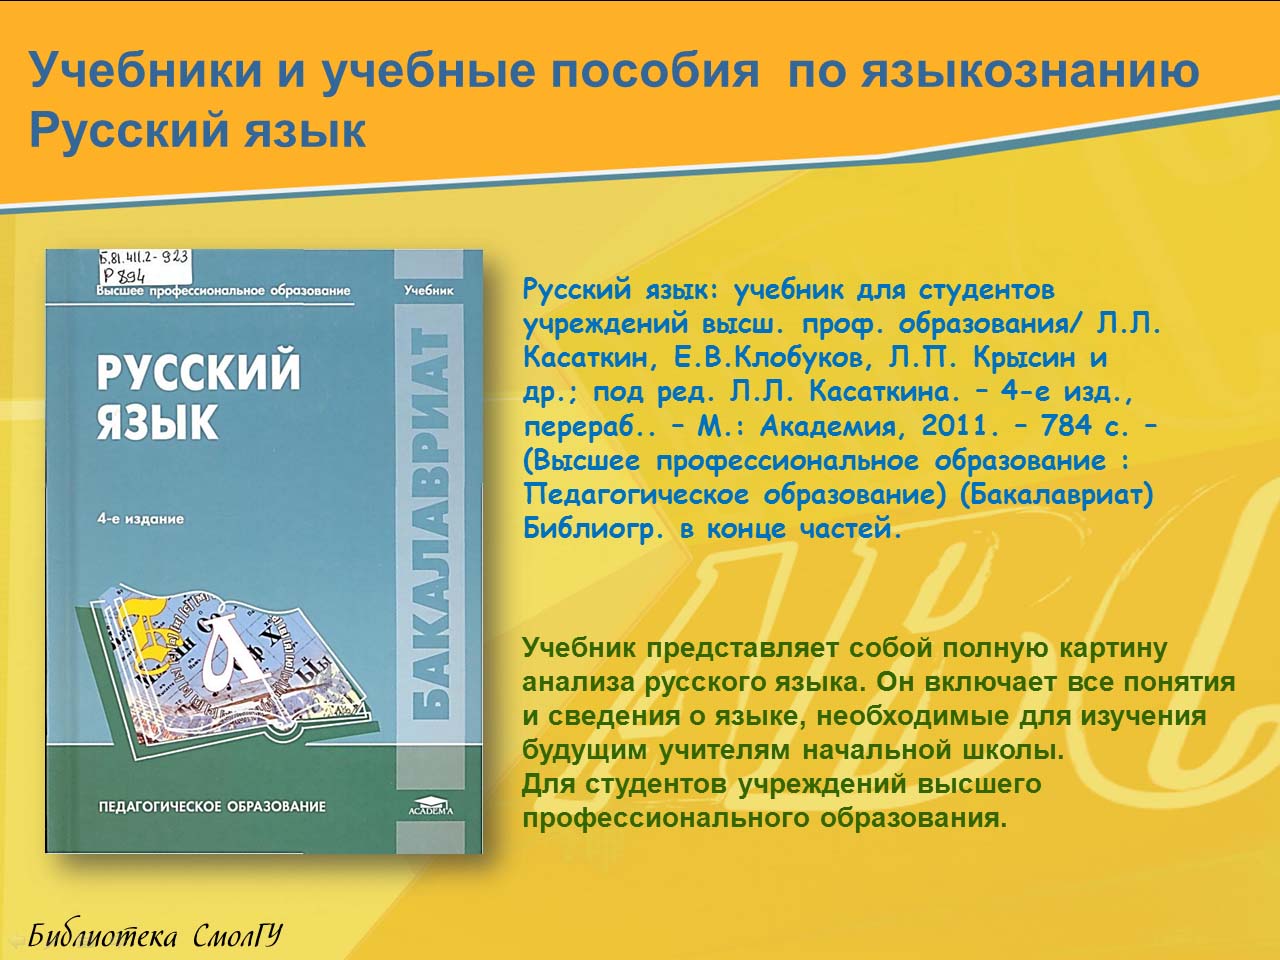 Учебники и учебные пособия по языкознанию
Русский язык
Б.81.411.2-923
Р 894
Высшее профессиональное образование
Учебник
РУССКИЙ
ЯЗЫК
БАКАЛАВРИАТ
4-е издание
ПЕДАГОГИЧЕСКОЕ ОБРАЗОВАНИЕ
ACADEMA
Русский язык: учебник для студентов
учреждений высш. проф. образования/ Л.Л.
Касаткин, Е.В.Клобуков, Л.П. Крысин и
др.; под ред. Л.Л. Касаткина. – 4-е изд.,
перераб.. – М.: Академия, 2011. – 784 с. –
(Высшее профессиональное образование :
Педагогическое образование) (Бакалавриат)
Библиогр. в конце частей.
Учебник представляет собой полную картину
анализа русского языка. Он включает все понятия
и сведения о языке, необходимые для изучения
будущим учителям начальной школы.
Для студентов учреждений высшего
профессионального образования.
Библиотека СмолГУ